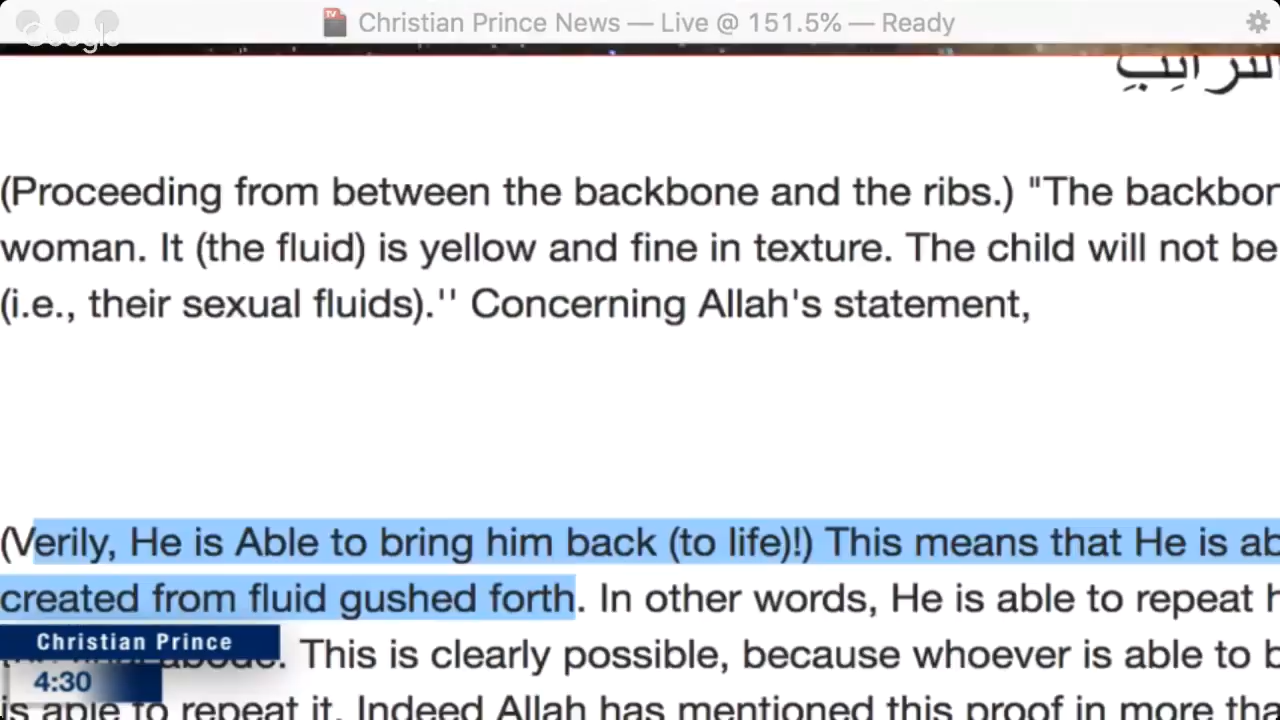 Christian Prince News — Live @ 151.5% — Ready
Google
(Proceeding from between the backbone and the ribs.) "The backbon
woman. It (the fluid) is yellow and fine in texture. The child will not be
(i.e., their sexual fluids).'' Concerning Allah's statement,
(Verily, He is Able to bring him back (to life)!) This means that He is ab
created from fluid gushed forth. In other words, He is able to repeat h
Christian Prince
. This is clearly possible, because whoever is able to b
4:30
is able to repeat it. Indeed Allah has mentioned this proof in more tha